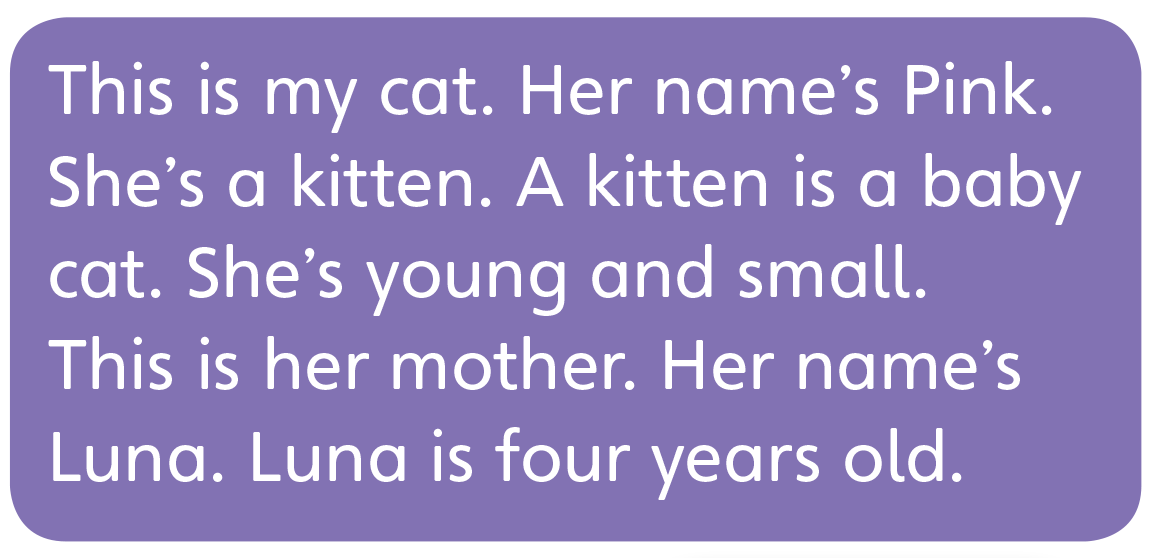 This is my cat. Her name’s Pink.
She’s a kitten. A kitten is a baby
cat. She’s young and small.
This is her mother. Her name’s
Luna. Luna is four years old.